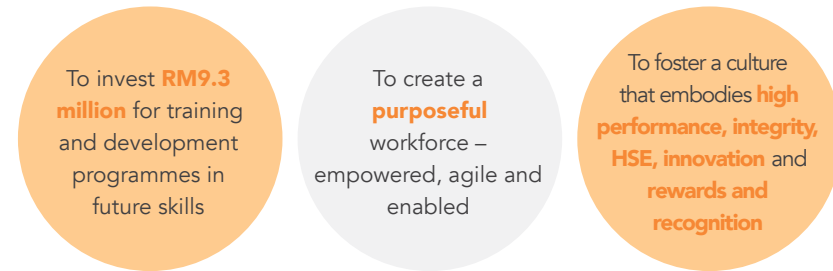 To invest RM9.3
million for training
and development
programmes in
future skills
To create a
purposeful
workforce –
empowered, agile and
enabled
To foster a culture
that embodies high
performance, integrity,
HSE, innovation and
rewards and
recognition